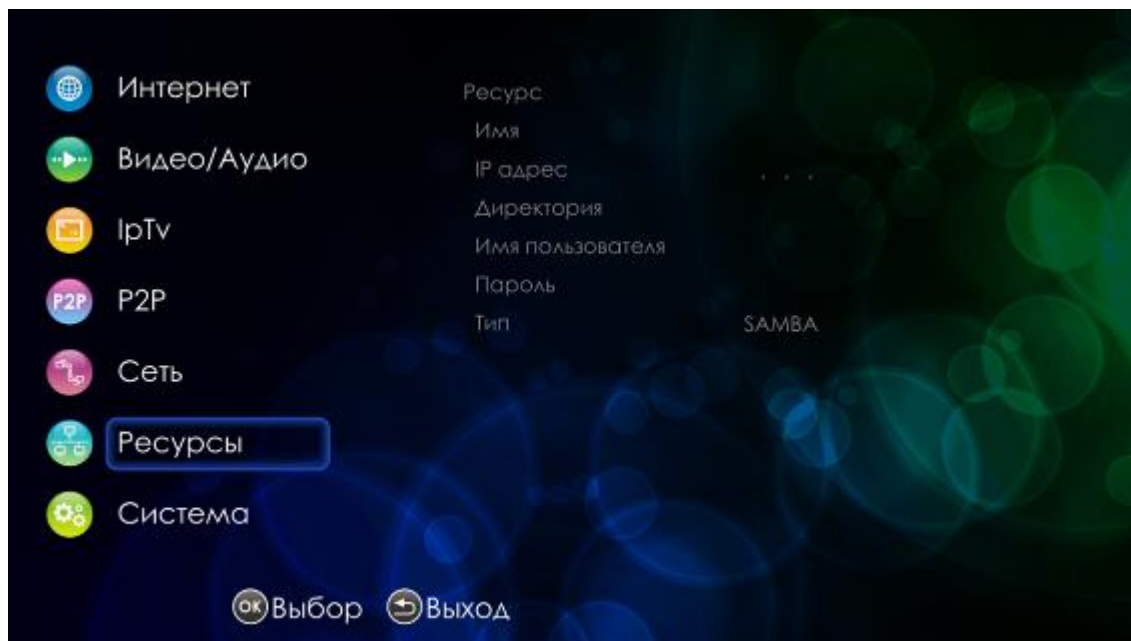 Интернет
Видео/Аудио
IpTv
P2P P2P
Сеть
Ресурсы
Система
Ресурс
Имя
IP адрес . . .
Директория
Имя пользователя
Пароль
Тип SAMBA
OK Выбор Выход